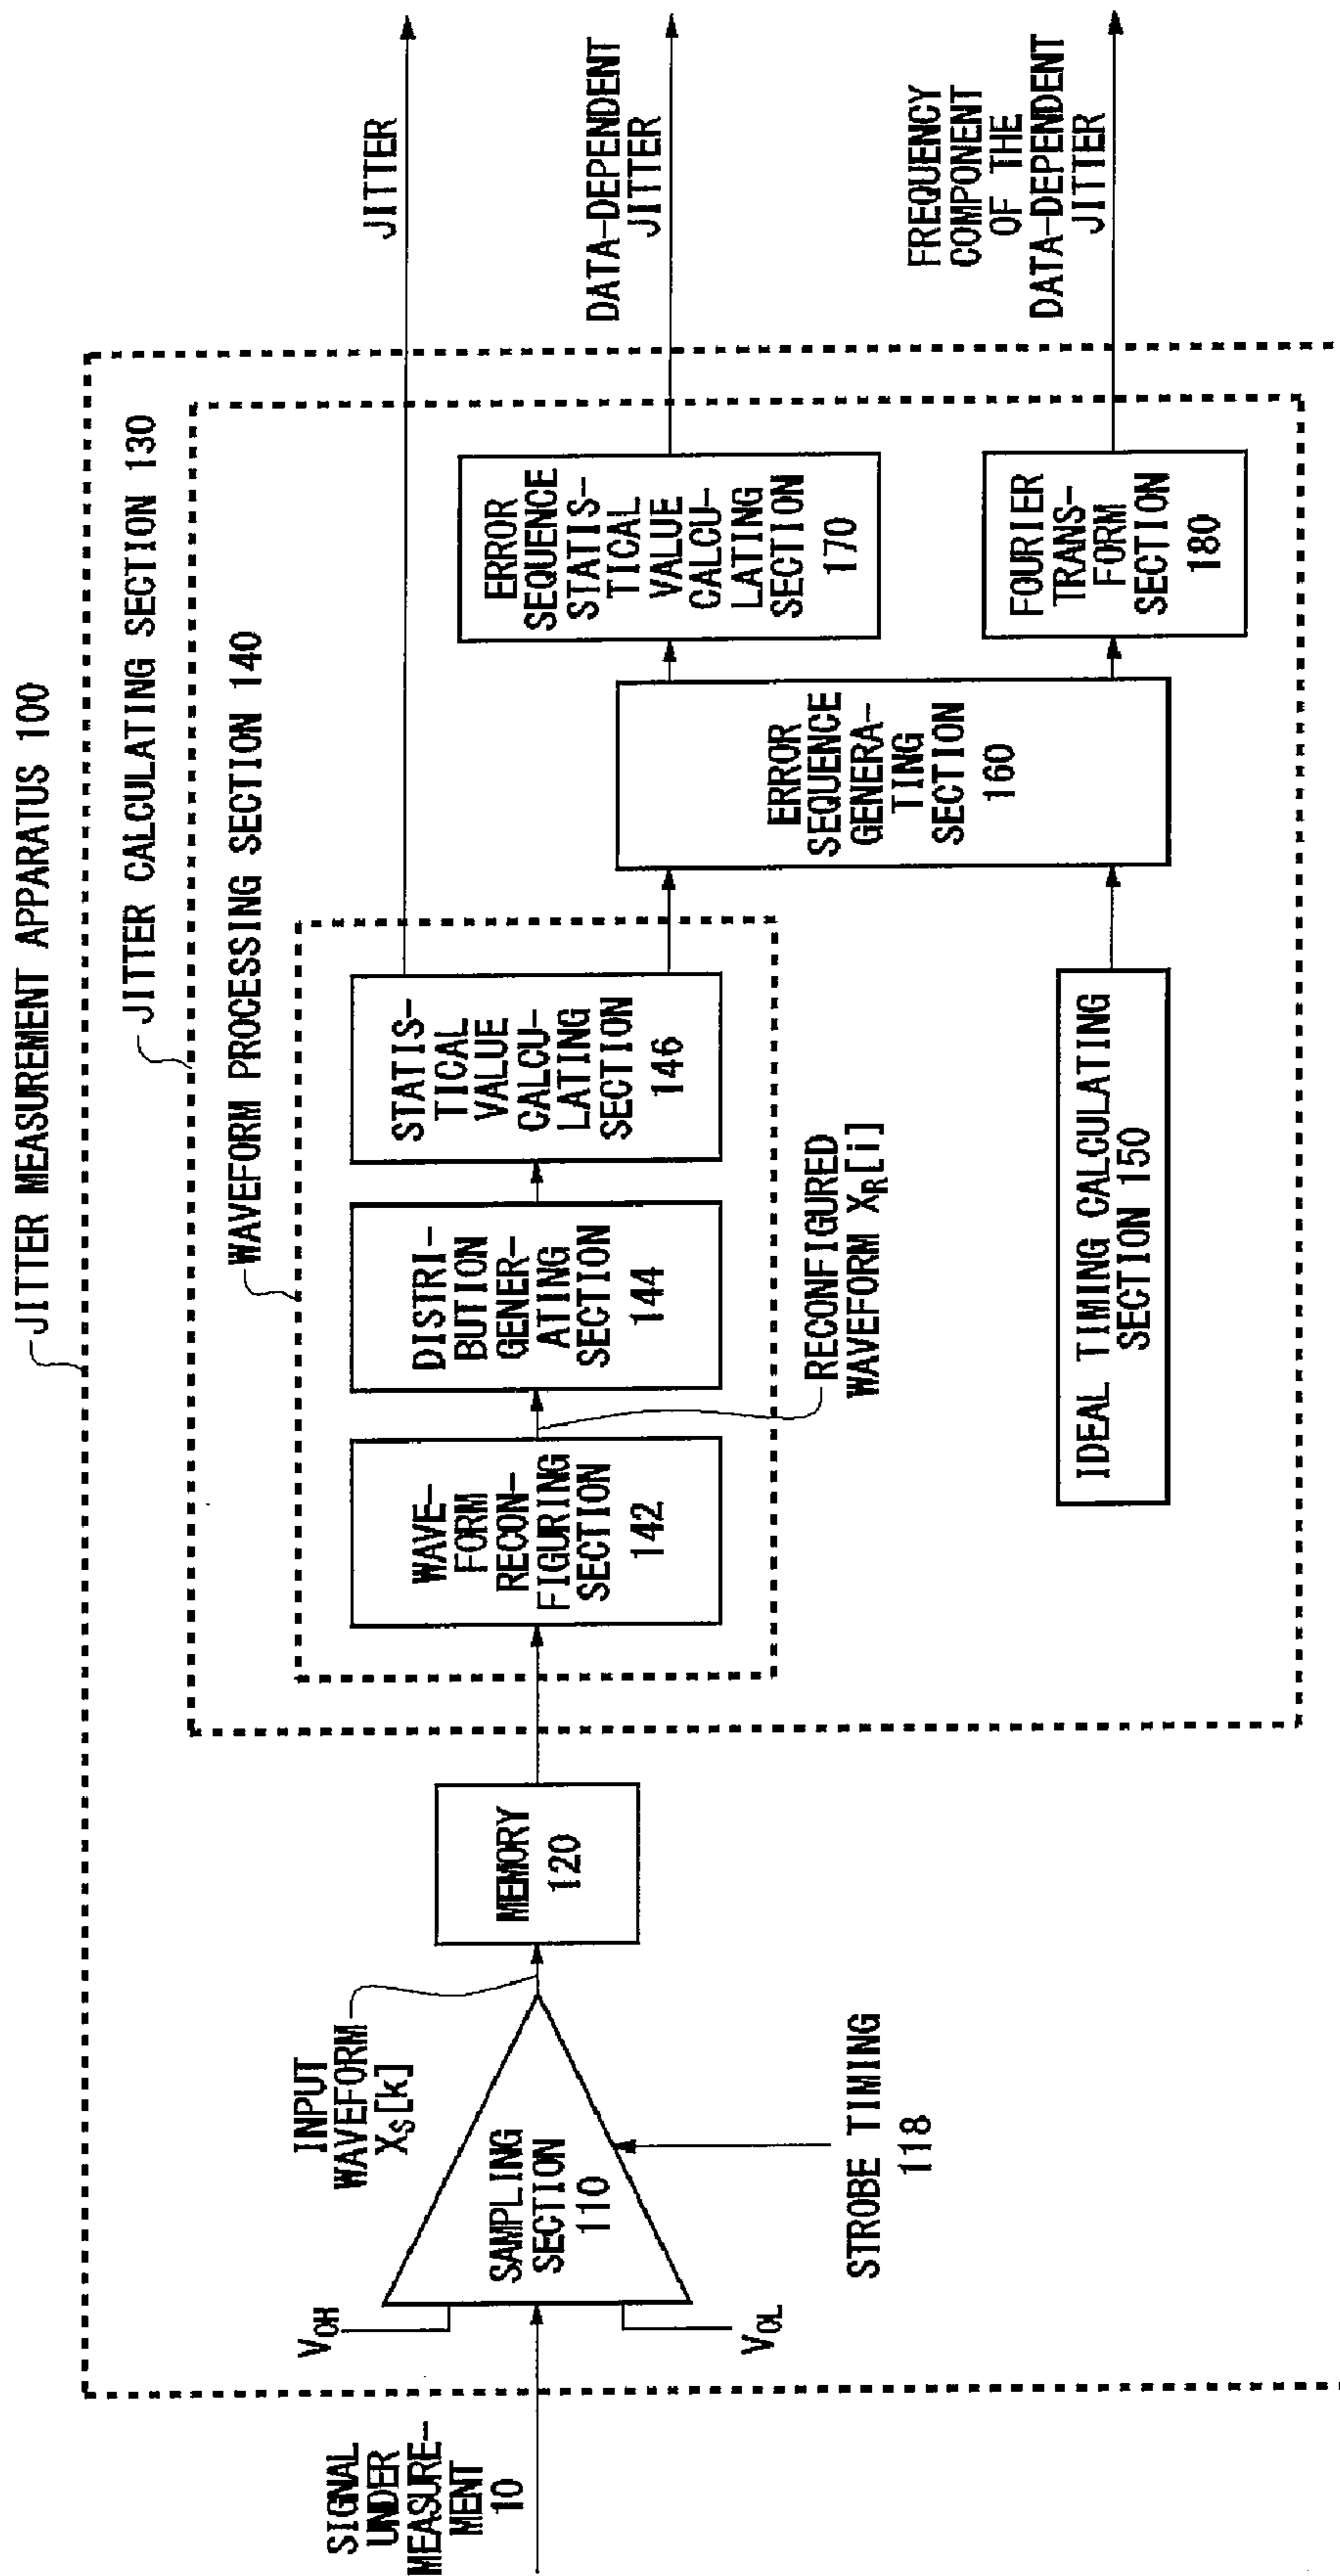 JITTER MEASUREMENT APPARATUS 100
JITTER CALCULATING SECTION 130
WAVEFORM PROCESSING SECTION 140
SIGNAL
UNDER
MEASURE-
MENT
10
V_OH
V_OL
SAMPLING
SECTION
110
INPUT
WAVEFORM
X_S[k]
STROBE TIMING
118
MEMORY
120
WAVE-
FORM
RECON-
FIGURING
SECTION
142
DISTRI-
BUTION
GENER-
ATING
SECTION
144
RECONFIGURED
WAVEFORM X_R[i]
STATIS-
TICAL
VALUE
CALCU-
LATING
SECTION
146
IDEAL TIMING CALCULATING
SECTION 150
ERROR
SEQUENCE
GENERA-
TING
SECTION
160
ERROR
SEQUENCE
STATIS-
TICAL
VALUE
CALCU-
LATING
SECTION
170
FOURIER
TRANS-
FORM
SECTION
180
JITTER
DATA-DEPENDENT
JITTER
FREQUENCY
COMPONENT
OF THE
DATA-DEPENDENT
JITTER